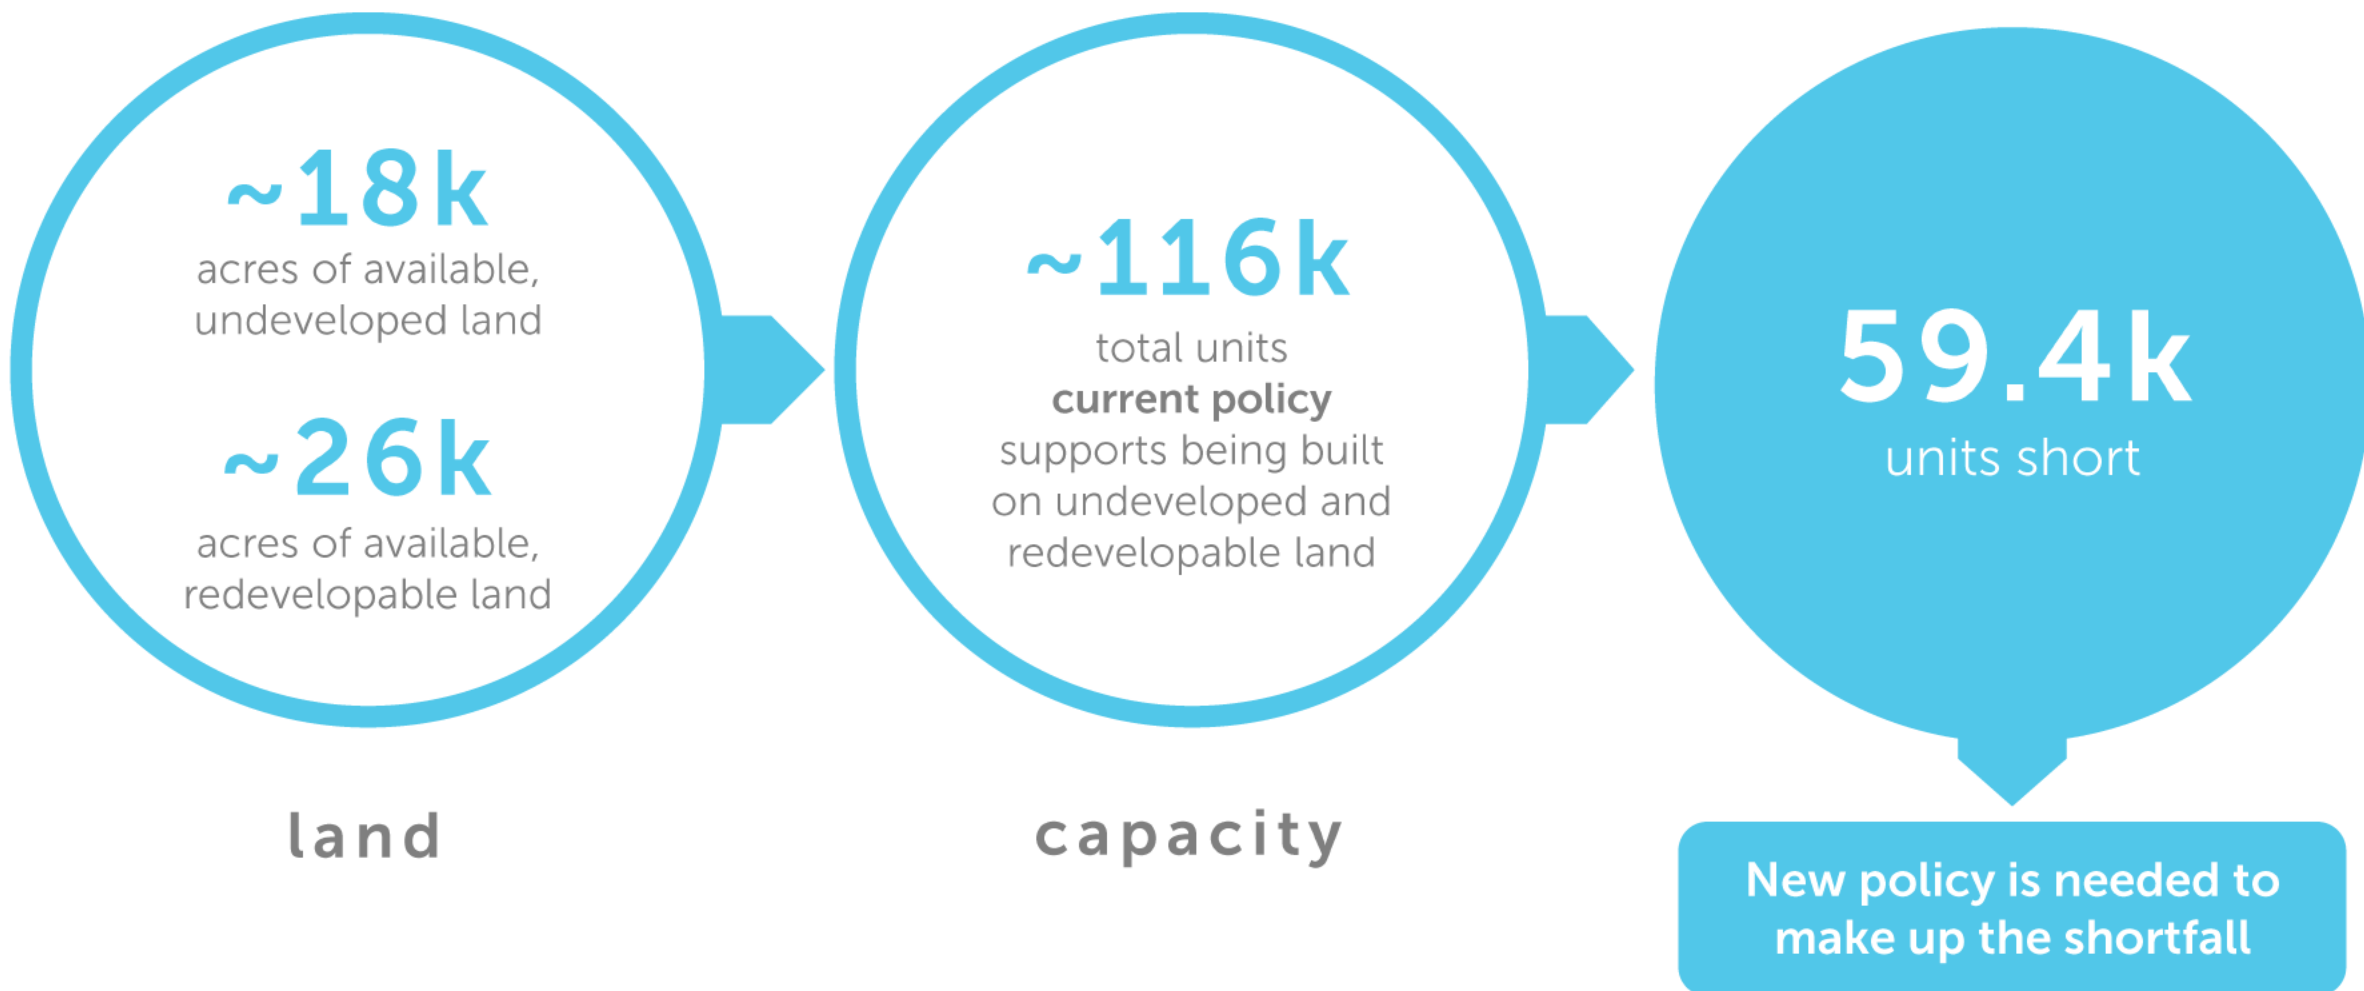 ~18k
acres of available,
undeveloped land
~26k
acres of available,
redevelopable land
land
~116k
total units
current policy
supports being built
on undeveloped and
redevelopable land
capacity
59.4k
units short
New policy is needed to
make up the shortfall